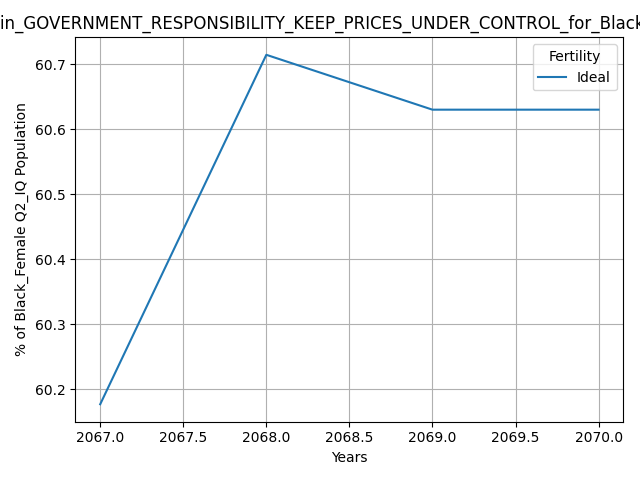 in_GOVERNMENT_RESPONSIBILITY_KEEP_PRICES_UNDER_CONTROL_for_Black
Fertility
Ideal
60.7
60.6
60.5
60.4
60.3
60.2
% of Black_Female Q2_IQ Population
2067.0 2067.5 2068.0 2068.5 2069.0 2069.5 2070.0
Years